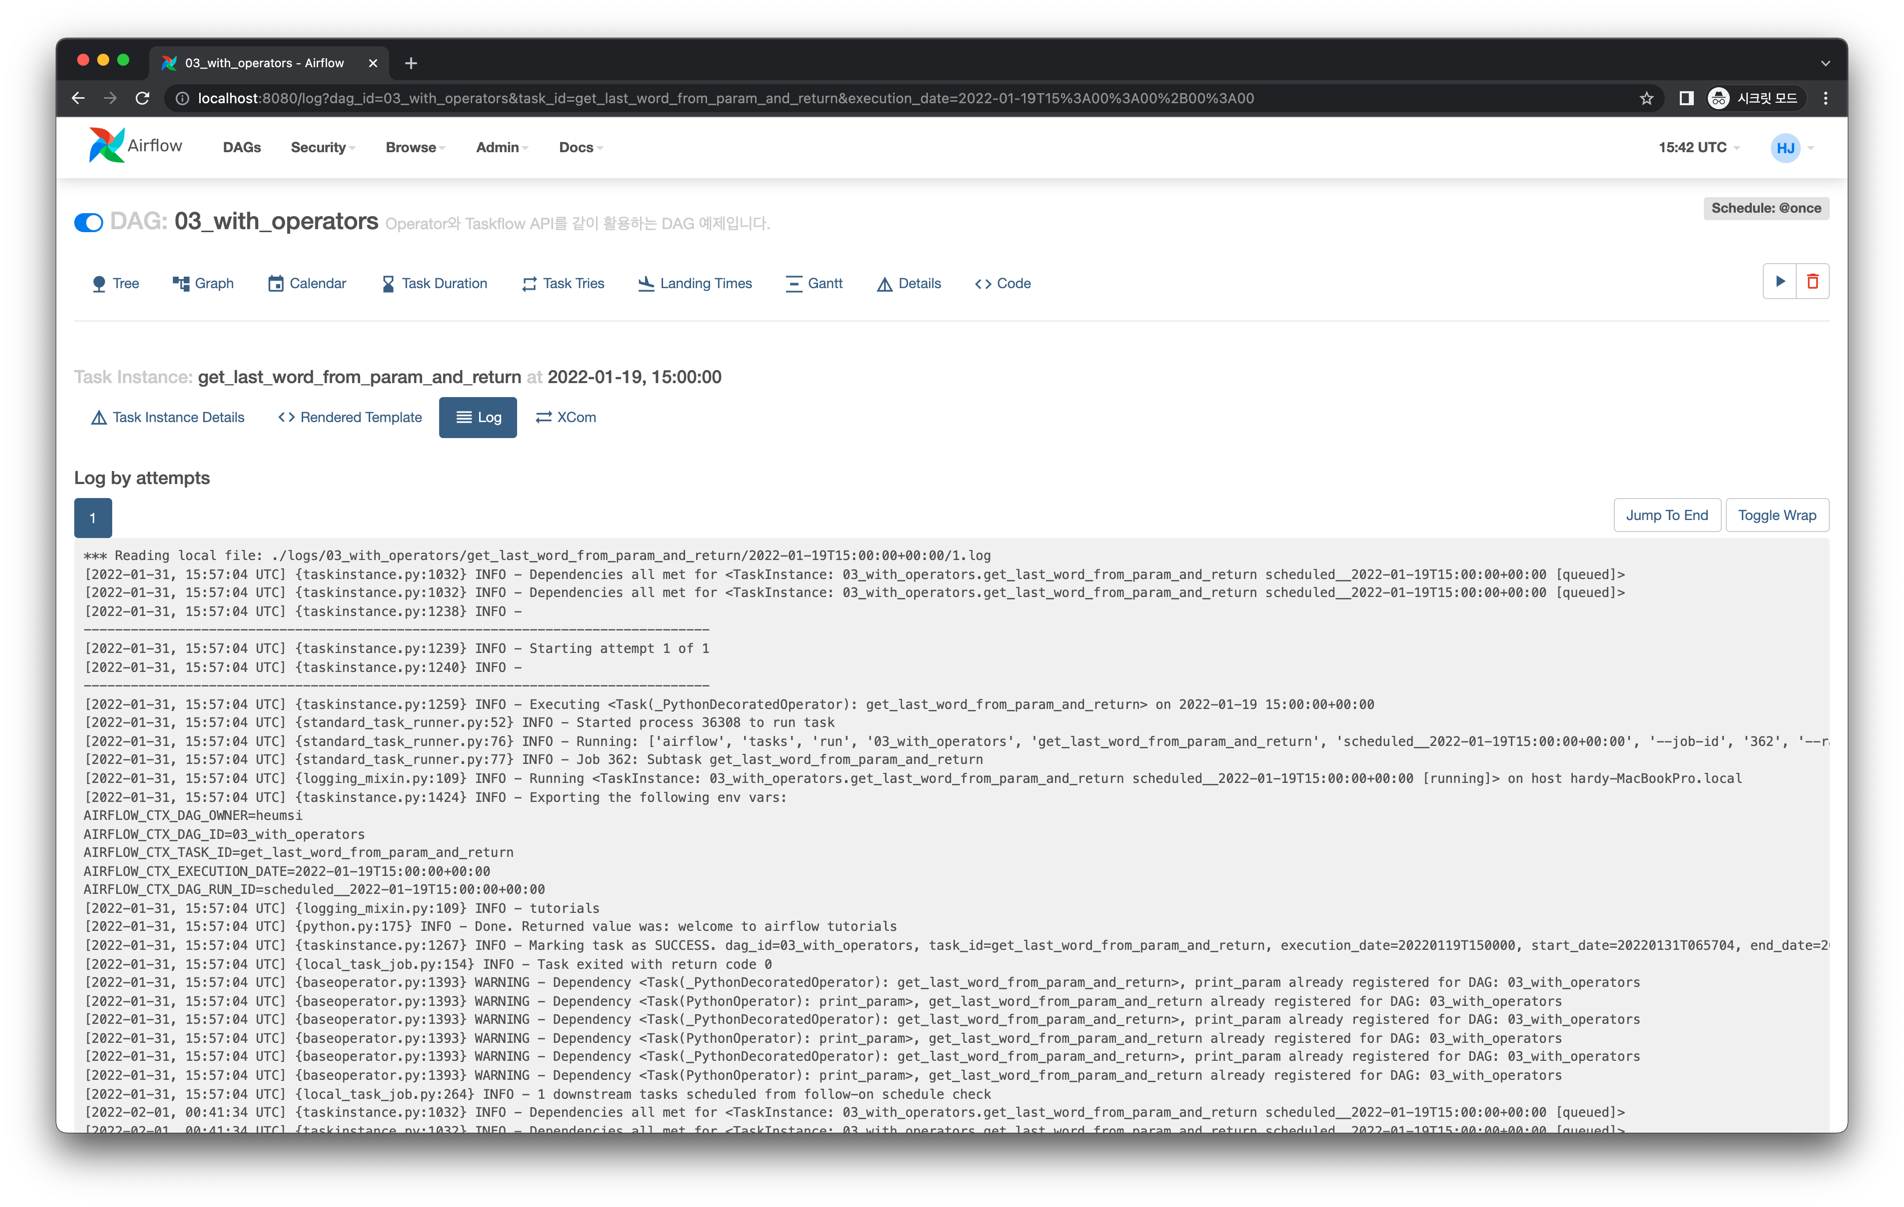 03_with_operators - Airflow
localhost:8080/log?dag_id=03_with_operators&task_id=get_last_word_from_param_and_return&execution_date=2022-01-19T15%3A00%3A00%2B00%3A00
시크릿 모드
Airflow
DAGs
Security
Browse
Admin
Docs
15:42 UTC
HJ
DAG: 03_with_operators Operator와 Taskflow API를 같이 활용하는 DAG 예제입니다.
Schedule: @once
Tree
Graph
Calendar
Task Duration
Task Tries
Landing Times
Gantt
Details
Code
Task Instance: get_last_word_from_param_and_return at 2022-01-19, 15:00:00
Task Instance Details
Rendered Template
Log
XCom
Log by attempts
1
Jump To End
Toggle Wrap
*** Reading local file: ./logs/03_with_operators/get_last_word_from_param_and_return/2022-01-19T15:00:00+00:00/1.log
[2022-01-31, 15:57:04 UTC] {taskinstance.py:1032} INFO - Dependencies all met for <TaskInstance: 03_with_operators.get_last_word_from_param_and_return scheduled__2022-01-19T15:00:00+00:00 [queued]>
[2022-01-31, 15:57:04 UTC] {taskinstance.py:1032} INFO - Dependencies all met for <TaskInstance: 03_with_operators.get_last_word_from_param_and_return scheduled__2022-01-19T15:00:00+00:00 [queued]>
[2022-01-31, 15:57:04 UTC] {taskinstance.py:1238} INFO -
--------------------------------------------------------------------------------
[2022-01-31, 15:57:04 UTC] {taskinstance.py:1239} INFO - Starting attempt 1 of 1
[2022-01-31, 15:57:04 UTC] {taskinstance.py:1240} INFO -
--------------------------------------------------------------------------------
[2022-01-31, 15:57:04 UTC] {taskinstance.py:1259} INFO - Executing <Task(_PythonDecoratedOperator): get_last_word_from_param_and_return> on 2022-01-19 15:00:00+00:00
[2022-01-31, 15:57:04 UTC] {standard_task_runner.py:52} INFO - Started process 36308 to run task
[2022-01-31, 15:57:04 UTC] {standard_task_runner.py:76} INFO - Running: ['airflow', 'tasks', 'run', '03_with_operators', 'get_last_word_from_param_and_return', 'scheduled__2022-01-19T15:00:00+00:00', '--job-id', '362', '--r
[2022-01-31, 15:57:04 UTC] {standard_task_runner.py:77} INFO - Job 362: Subtask get_last_word_from_param_and_return
[2022-01-31, 15:57:04 UTC] {logging_mixin.py:109} INFO - Running <TaskInstance: 03_with_operators.get_last_word_from_param_and_return scheduled__2022-01-19T15:00:00+00:00 [running]> on host hardy-MacBookPro.local
[2022-01-31, 15:57:04 UTC] {taskinstance.py:1424} INFO - Exporting the following env vars:
AIRFLOW_CTX_DAG_OWNER=heumsi
AIRFLOW_CTX_DAG_ID=03_with_operators
AIRFLOW_CTX_TASK_ID=get_last_word_from_param_and_return
AIRFLOW_CTX_EXECUTION_DATE=2022-01-19T15:00:00+00:00
AIRFLOW_CTX_DAG_RUN_ID=scheduled__2022-01-19T15:00:00+00:00
[2022-01-31, 15:57:04 UTC] {logging_mixin.py:109} INFO - tutorials
[2022-01-31, 15:57:04 UTC] {python.py:175} INFO - Done. Returned value was: welcome to airflow tutorials
[2022-01-31, 15:57:04 UTC] {taskinstance.py:1267} INFO - Marking task as SUCCESS. dag_id=03_with_operators, task_id=get_last_word_from_param_and_return, execution_date=20220119T150000, start_date=20220131T065704, end_date=2
[2022-01-31, 15:57:04 UTC] {local_task_job.py:154} INFO - Task exited with return code 0
[2022-01-31, 15:57:04 UTC] {baseoperator.py:1393} WARNING - Dependency <Task(_PythonDecoratedOperator): get_last_word_from_param_and_return>, print_param already registered for DAG: 03_with_operators
[2022-01-31, 15:57:04 UTC] {baseoperator.py:1393} WARNING - Dependency <Task(PythonOperator): print_param>, get_last_word_from_param_and_return already registered for DAG: 03_with_operators
[2022-01-31, 15:57:04 UTC] {baseoperator.py:1393} WARNING - Dependency <Task(_PythonDecoratedOperator): get_last_word_from_param_and_return>, print_param already registered for DAG: 03_with_operators
[2022-01-31, 15:57:04 UTC] {baseoperator.py:1393} WARNING - Dependency <Task(PythonOperator): print_param>, get_last_word_from_param_and_return already registered for DAG: 03_with_operators
[2022-01-31, 15:57:04 UTC] {baseoperator.py:1393} WARNING - Dependency <Task(_PythonDecoratedOperator): get_last_word_from_param_and_return>, print_param already registered for DAG: 03_with_operators
[2022-01-31, 15:57:04 UTC] {baseoperator.py:1393} WARNING - Dependency <Task(PythonOperator): print_param>, get_last_word_from_param_and_return already registered for DAG: 03_with_operators
[2022-01-31, 15:57:04 UTC] {local_task_job.py:264} INFO - 1 downstream tasks scheduled from follow-on schedule check
[2022-02-01, 00:41:34 UTC] {taskinstance.py:1032} INFO - Dependencies all met for <TaskInstance: 03_with_operators.get_last_word_from_param_and_return scheduled__2022-01-19T15:00:00+00:00 [queued]>
[2022-02-01, 00:41:34 UTC] {taskinstance.py:1032} INFO - Dependencies all met for <TaskInstance: 03_with_operators.get_last_word_from_param_and_return scheduled__2022-01-19T15:00:00+00:00 [queued]>